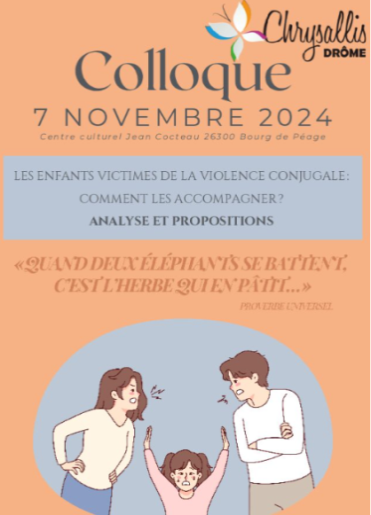 Chrysallis
DRÔME
Colloque
7 NOVEMBRE 2024
Centre culturel Jean Cocteau 26300 Bourg de Péage
LES ENFANTS VICTIMES DE LA VIOLENCE CONJUGALE:
COMMENT LES ACCOMPAGNER?
ANALYSE ET PROPOSITIONS
«QUAND DEUX ÉLÉPHANTS SE BATTENT,
C'EST L'HERBE QUI EN PÂTIT...»
PROVERBE UNIVERSEL